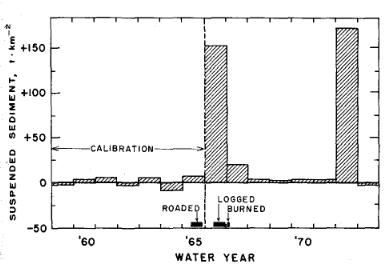 SUSPENDED SEDIMENT, t·km⁻²
+150
+100
+50
0
-50
CALIBRATION
ROADED
LOGGED
BURNED
'60
'65
'70
WATER YEAR